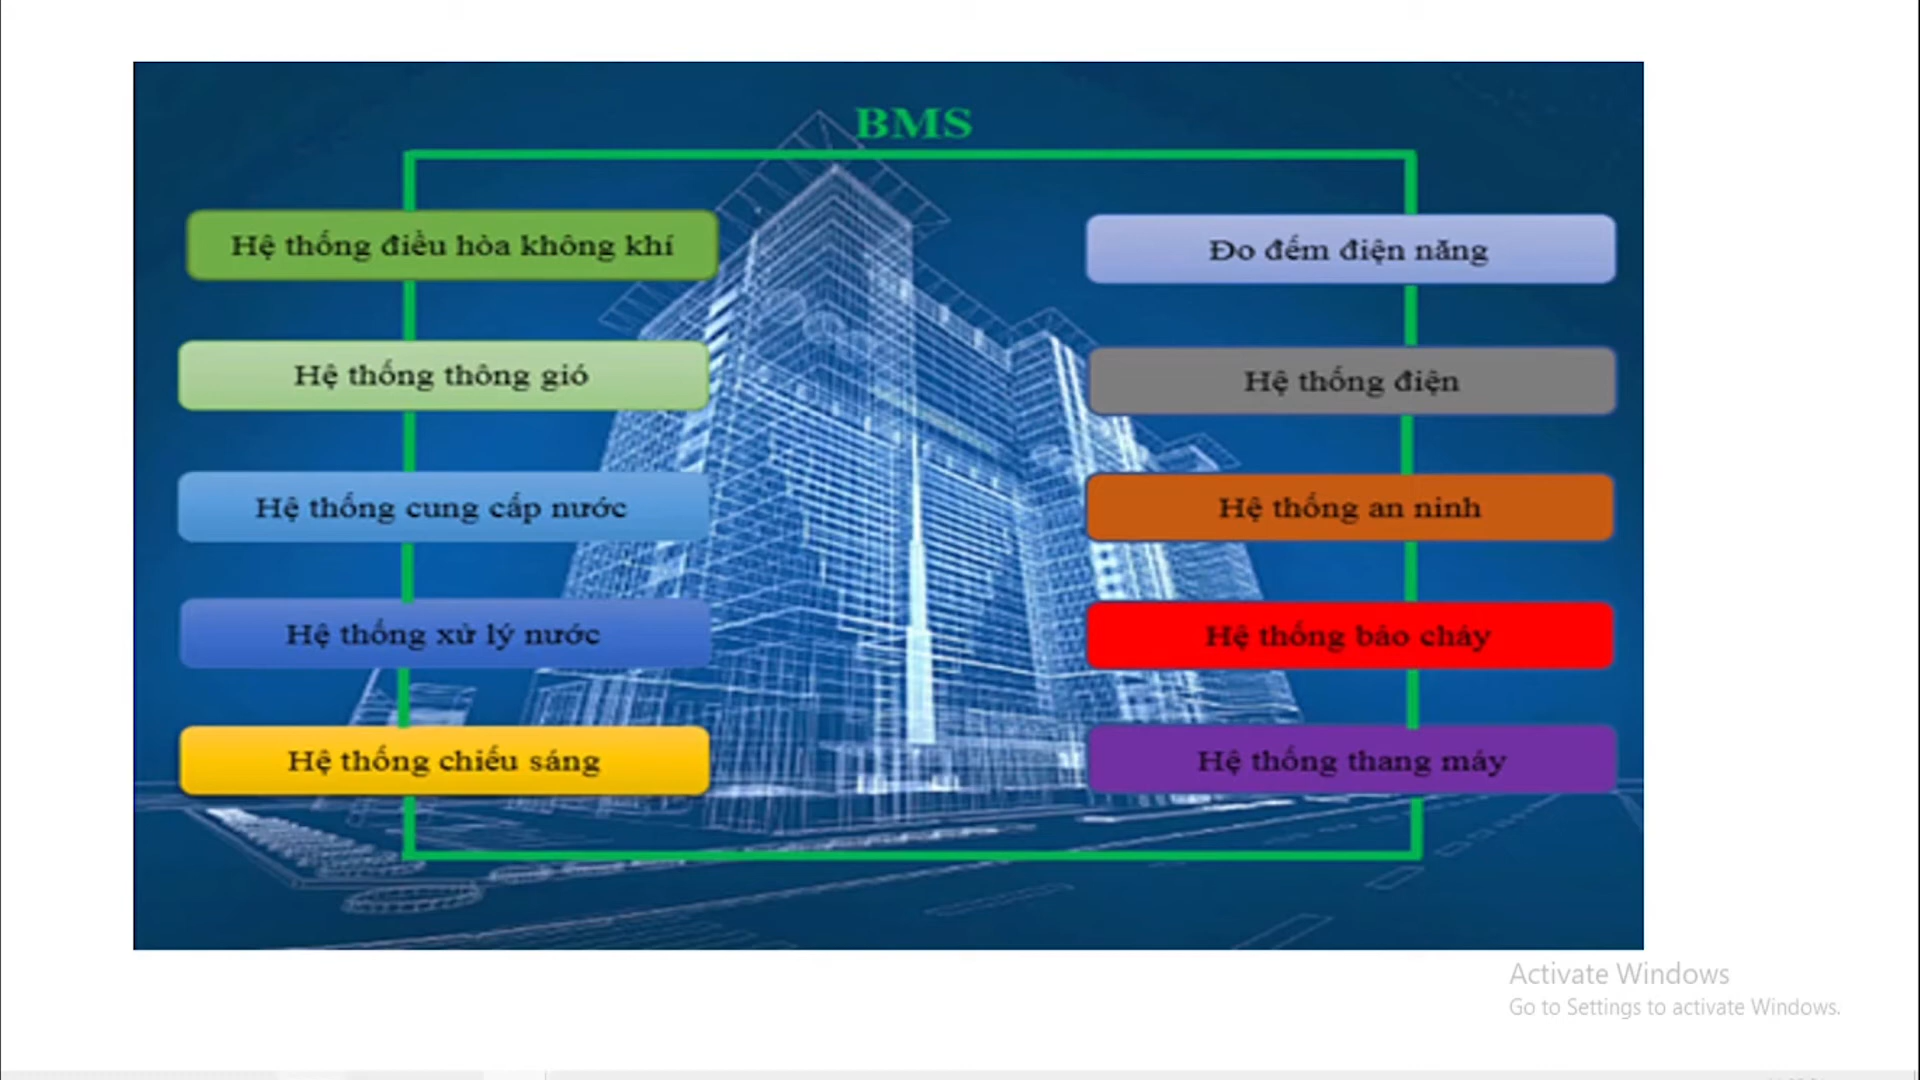 BMS
Hệ thống điều hòa không khí
Hệ thống thông gió
Hệ thống cung cấp nước
Hệ thống xử lý nước
Hệ thống chiếu sáng
Đo đếm điện năng
Hệ thống điện
Hệ thống an ninh
Hệ thống báo cháy
Hệ thống thang máy
Activate Windows
Go to Settings to activate Windows.